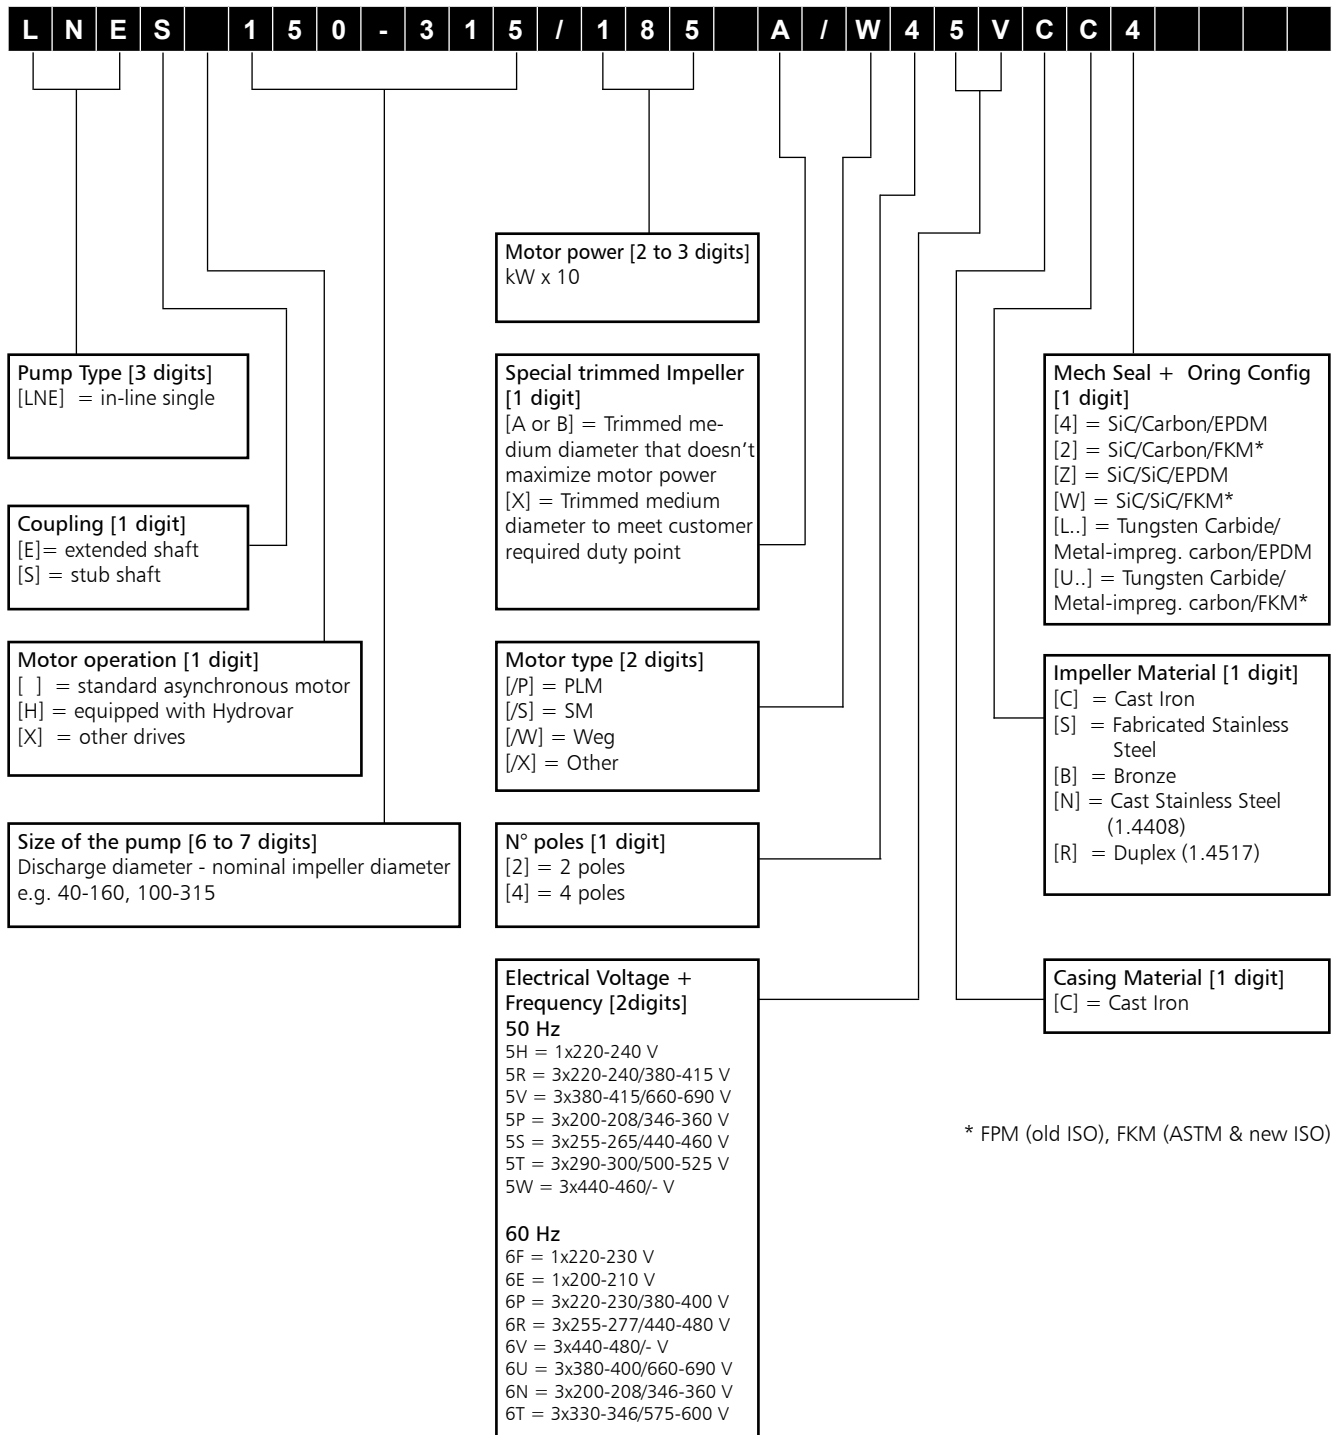 LNES 150-315/185 A/W45VCC4
Motor power [2 to 3 digits]
kW x 10
Pump Type [3 digits]
[LNE] = in-line single
Coupling [1 digit]
[E]= extended shaft
[S] = stub shaft
Motor operation [1 digit]
[ ] = standard asynchronous motor
[H] = equipped with Hydrovar
[X] = other drives
Size of the pump [6 to 7 digits]
Discharge diameter - nominal impeller diameter
e.g. 40-160, 100-315
Special trimmed Impeller
[1 digit]
[A or B] = Trimmed me-
dium diameter that doesn't
maximize motor power
[X] = Trimmed medium
diameter to meet customer
required duty point
Motor type [2 digits]
[/P] = PLM
[/S] = SM
[/W] = Weg
[/X] = Other
N° poles [1 digit]
[2] = 2 poles
[4] = 4 poles
Electrical Voltage +
Frequency [2digits]
50 Hz
5H = 1x220-240 V
5R = 3x220-240/380-415 V
5V = 3x380-415/660-690 V
5P = 3x200-208/346-360 V
5S = 3x255-265/440-460 V
5T = 3x290-300/500-525 V
5W = 3x440-460/- V
60 Hz
6F = 1x220-230 V
6E = 1x200-210 V
6P = 3x220-230/380-400 V
6R = 3x255-277/440-480 V
6V = 3x440-480/- V
6U = 3x380-400/660-690 V
6N = 3x200-208/346-360 V
6T = 3x330-346/575-600 V
Mech Seal + Oring Config
[1 digit]
[4] = SiC/Carbon/EPDM
[2] = SiC/Carbon/FKM*
[Z] = SiC/SiC/EPDM
[W] = SiC/SiC/FKM*
[L..] = Tungsten Carbide/
Metal-impreg. carbon/EPDM
[U..] = Tungsten Carbide/
Metal-impreg. carbon/FKM*
Impeller Material [1 digit]
[C] = Cast Iron
[S] = Fabricated Stainless
Steel
[B] = Bronze
[N] = Cast Stainless Steel
(1.4408)
[R] = Duplex (1.4517)
Casing Material [1 digit]
[C] = Cast Iron
* FPM (old ISO), FKM (ASTM & new ISO)